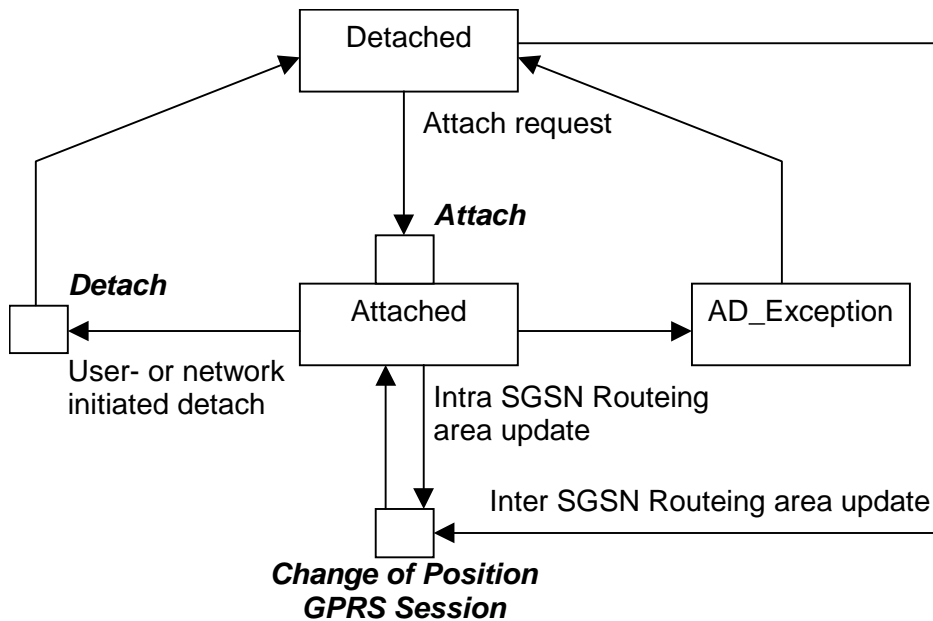 Detached
Attach request
Attach
Detach
Attached
AD_Exception
User- or network
initiated detach
Intra SGSN Routeing
area update
Inter SGSN Routeing area update
Change of Position
GPRS Session